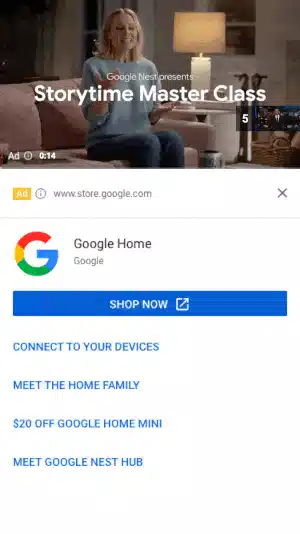 Google Nest presents
Storytime Master Class
5
Ad 0:14
Ad www.store.google.com
Google Home
Google
SHOP NOW
CONNECT TO YOUR DEVICES
MEET THE HOME FAMILY
$20 OFF GOOGLE HOME MINI
MEET GOOGLE NEST HUB